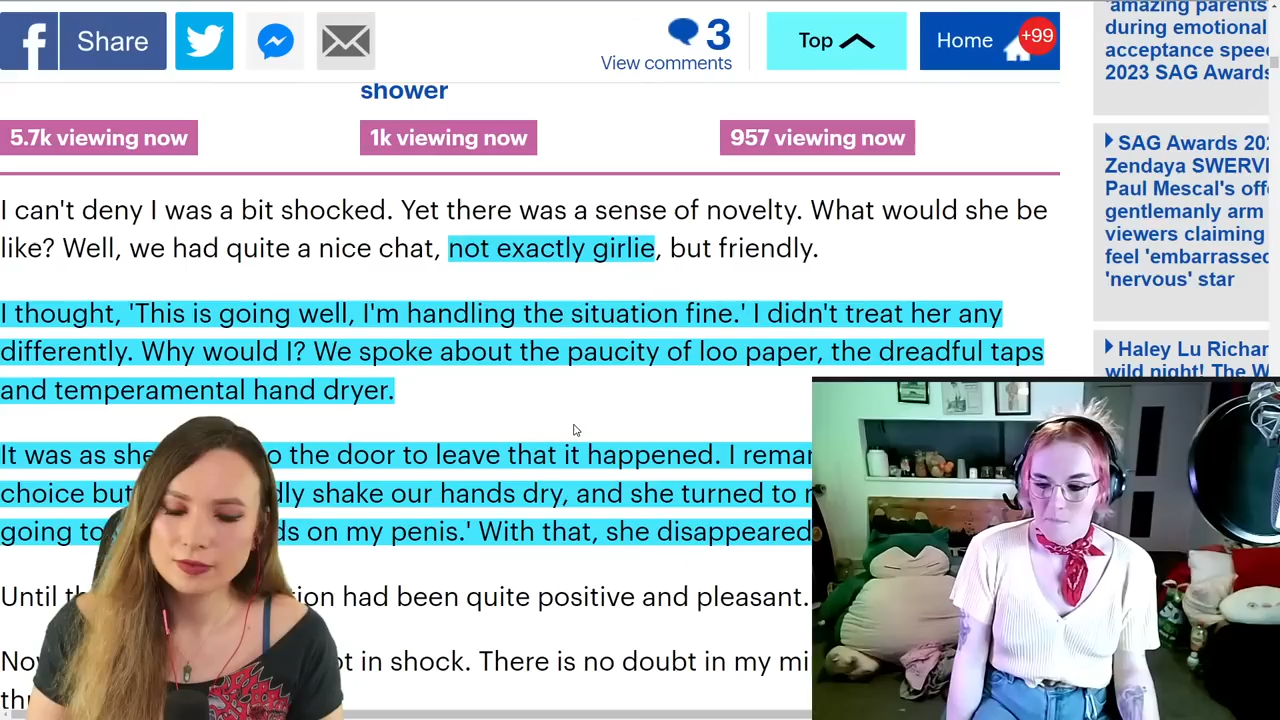 Share
3
View comments
Top
Home
+99
shower
5.7k viewing now
1k viewing now
957 viewing now
I can't deny I was a bit shocked. Yet there was a sense of novelty. What would she be
like? Well, we had quite a nice chat, not exactly girlie, but friendly.
I thought, 'This is going well, I'm handling the situation fine.' I didn't treat her any
differently. Why would I? We spoke about the paucity of loo paper, the dreadful taps
and temperamental hand dryer.
It was as she o the door to leave that it happened. I remar
choice but dly shake our hands dry, and she turned to
going to ds on my penis.' With that, she disappeared
Until th tion had been quite positive and pleasant.
No t in shock. There is no doubt in my mi
thr
'amazing parents'
during emotional
acceptance spee
2023 SAG Awards
SAG Awards 202
Zendaya SWERV
Paul Mescal's off
gentlemanly arm
viewers claiming
feel 'embarrassed
'nervous' star
Haley Lu Richar
wild night! The W